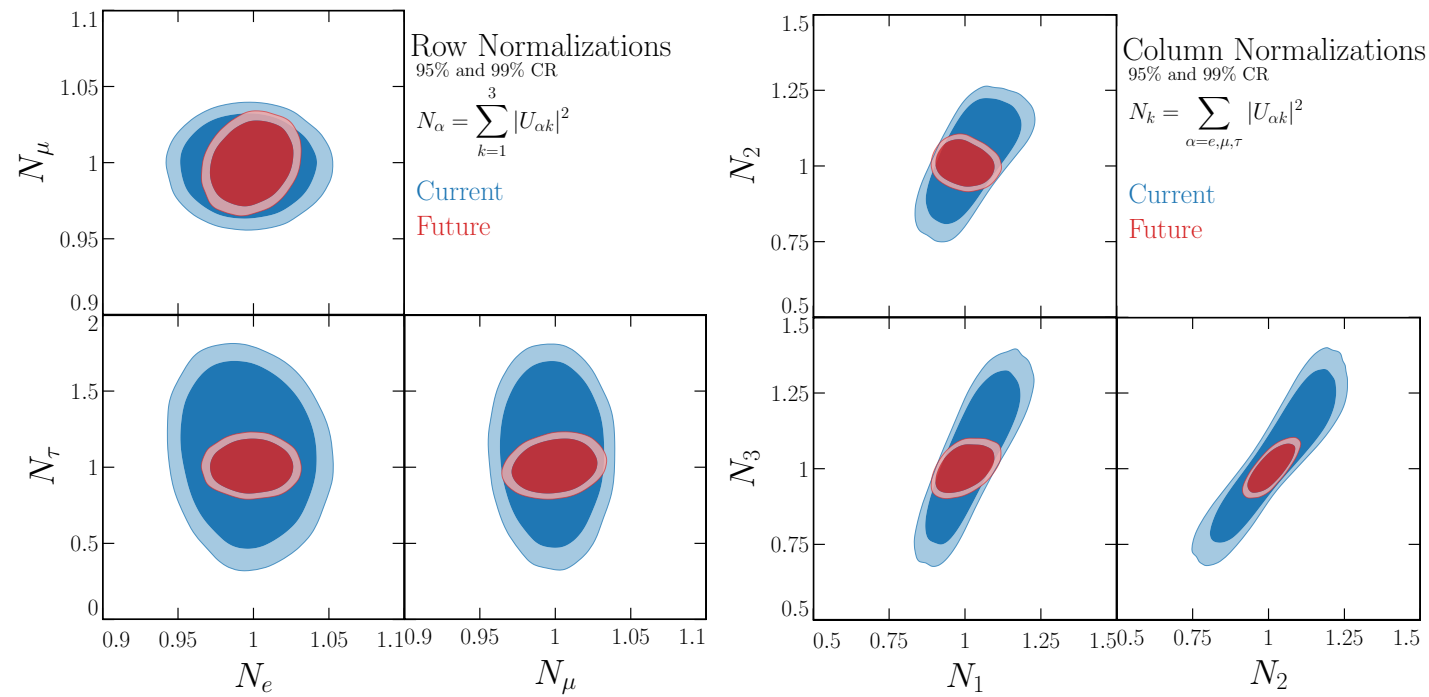 1.1
1.05
1
0.95
0.9
N_μ
Row Normalizations
95% and 99% CR
N_α = ∑_{k=1}^{3} |U_{αk}|^2
Current
Future
2
1.5
1
0.5
0
N_τ
0.9 0.95 1 1.05 1.1
N_e
0.9 0.95 1 1.05 1.1
N_μ
1.5
1.25
1
0.75
0.5
N_2
Column Normalizations
95% and 99% CR
N_k = ∑_{α=e,μ,τ} |U_{αk}|^2
Current
Future
1.5
1.25
1
0.75
0.5
N_3
0.5 0.75 1 1.25 1.5
N_1
0.5 0.75 1 1.25 1.5
N_2